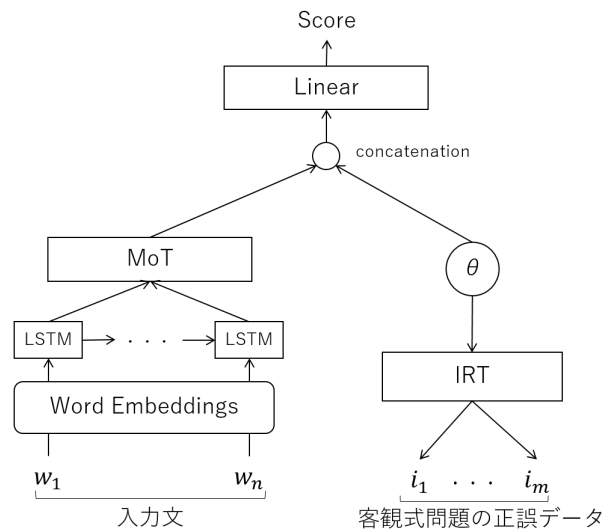 Score
Linear
concatenation
MoT
θ
LSTM → · · · → LSTM
IRT
Word Embeddings
w₁ wₙ
i₁ · · · iₘ
入力文
客観式問題の正誤データ